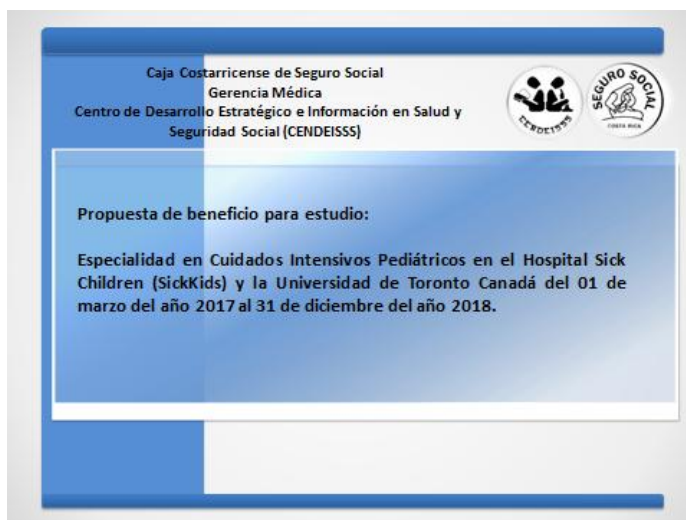 Caja Costarricense de Seguro Social
Gerencia Médica
Centro de Desarrollo Estratégico e Información en Salud y
Seguridad Social (CENDEISSS)
CENDEISSS
SEGURO SOCIAL
COSTA RICA
Propuesta de beneficio para estudio:
Especialidad en Cuidados Intensivos Pediátricos en el Hospital Sick
Children (SickKids) y la Universidad de Toronto Canadá del 01 de
marzo del año 2017 al 31 de diciembre del año 2018.